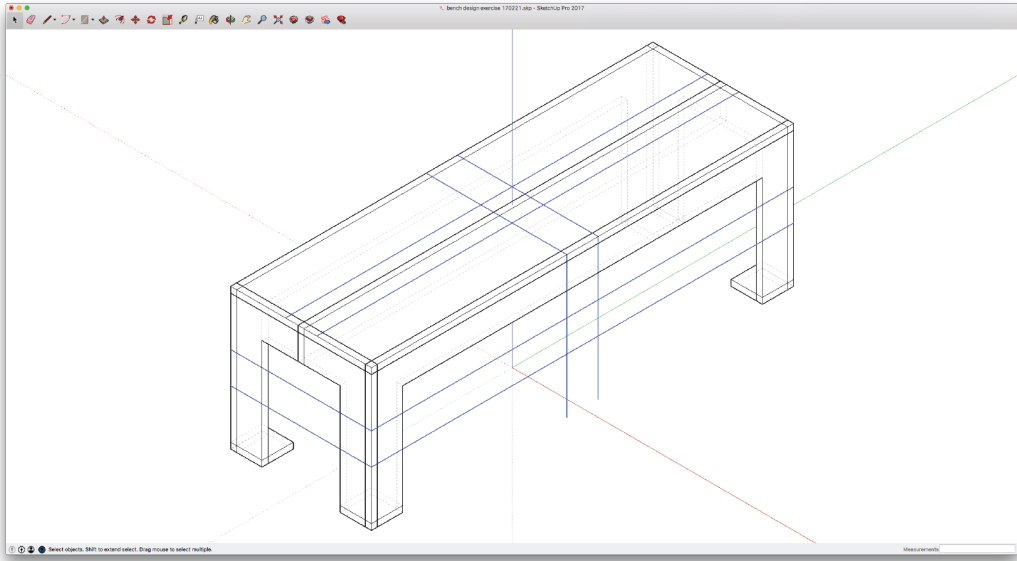 bench design exercise 170221.skp - SketchUp Pro 2017
Select objects. Shift to extend select. Drag mouse to select multiple.
Measurements